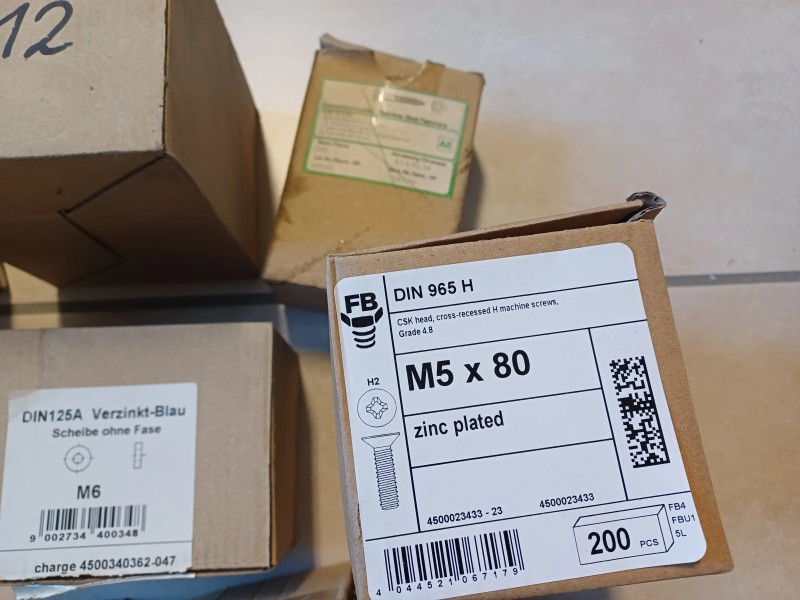 12
A2
FB
DIN 965 H
CSK head, cross-recessed H machine screws,
Grade 4.8
H2
M5 x 80
zinc plated
4500023433 - 23
4500023433
200 PCS
FB4
FBU1
5L
4 044521 067179
DIN125A Verzinkt-Blau
Scheibe ohne Fase
M6
9 002734 400348
charge 4500340362-047